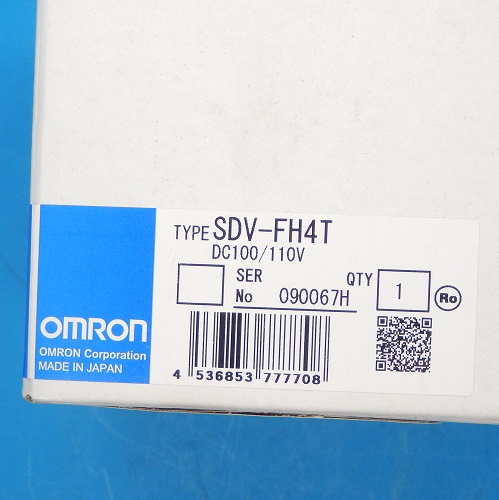 TYPE SDV-FH4T
DC100/110V
SER
No 090067H
QTY 1
Ro
OMRON
OMRON Corporation
MADE IN JAPAN
4 536853 777708